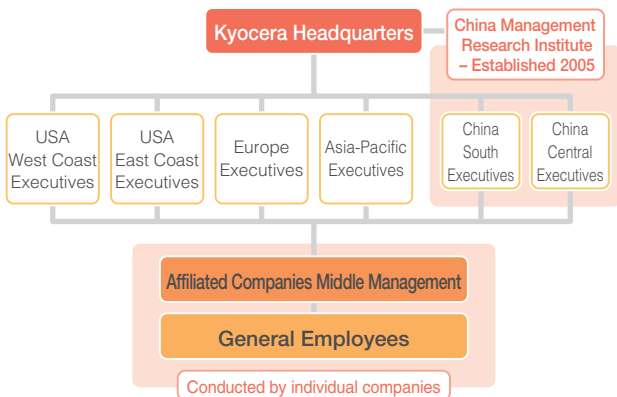 Kyocera Headquarters
China Management
Research Institute
– Established 2005
USA
West Coast
Executives
USA
East Coast
Executives
Europe
Executives
Asia-Pacific
Executives
China
South
Executives
China
Central
Executives
Affiliated Companies Middle Management
General Employees
Conducted by individual companies